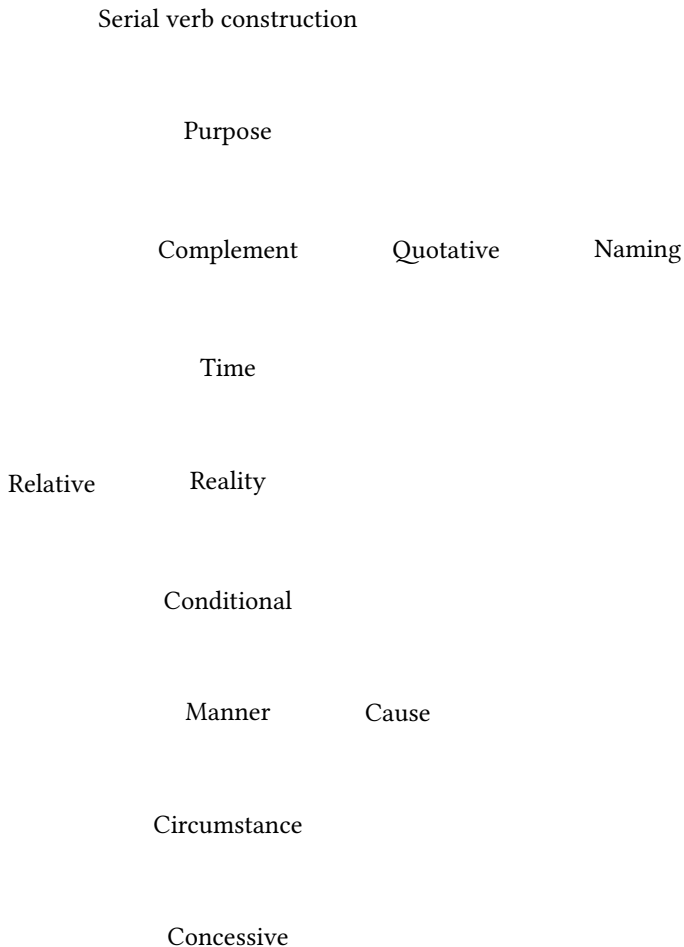 Serial verb construction
Purpose
Complement Quotative Naming
Time
Relative Reality
Conditional
Manner Cause
Circumstance
Concessive